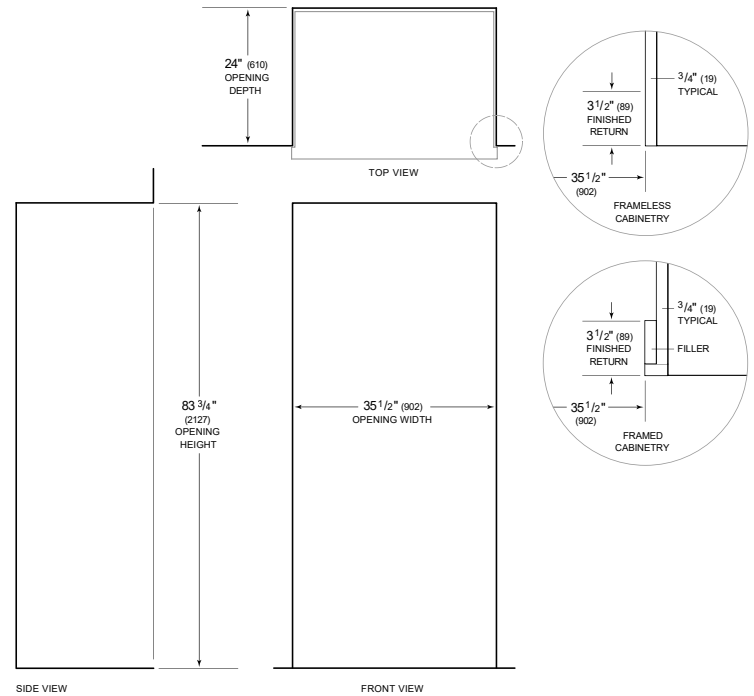 24" (610)
OPENING
DEPTH
TOP VIEW
3/4" (19)
TYPICAL
3 1/2" (89)
FINISHED
RETURN
35 1/2"
(902)
FRAMELESS
CABINETRY
3/4" (19)
TYPICAL
3 1/2" (89)
FINISHED
RETURN
FILLER
35 1/2"
(902)
FRAMED
CABINETRY
83 3/4"
(2127)
OPENING
HEIGHT
35 1/2" (902)
OPENING WIDTH
SIDE VIEW
FRONT VIEW